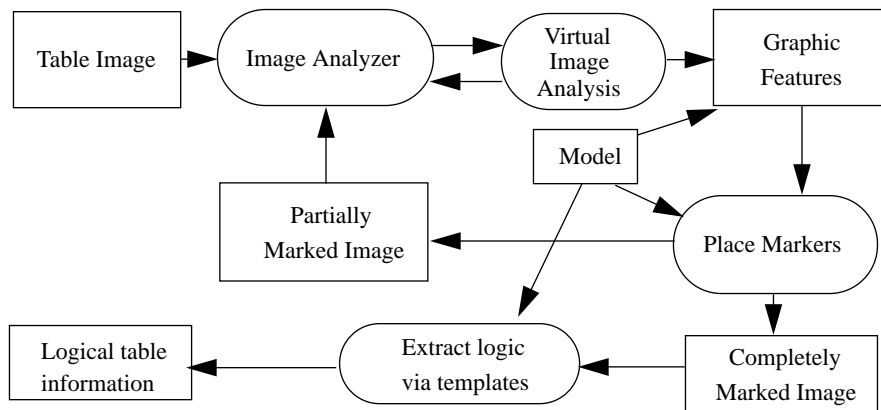 Table Image
Image Analyzer
Virtual
Image
Analysis
Graphic
Features
Model
Partially
Marked Image
Place Markers
Logical table
information
Extract logic
via templates
Completely
Marked Image